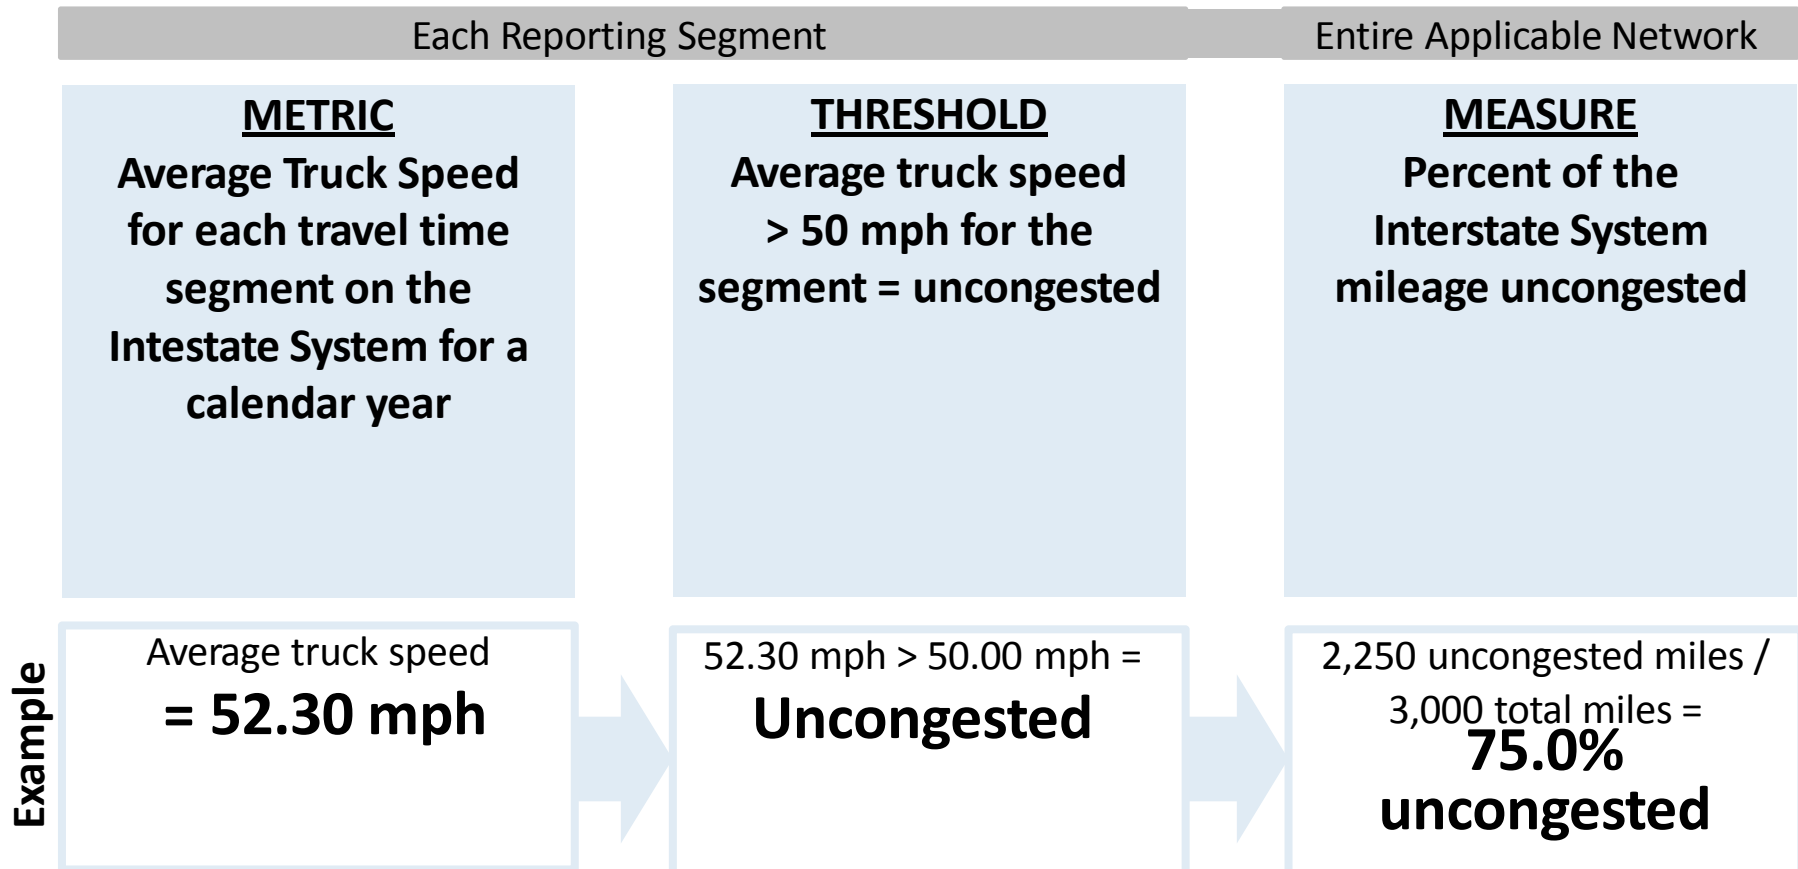 Each Reporting Segment
Entire Applicable Network
METRIC
Average Truck Speed
for each travel time
segment on the
Intestate System for a
calendar year
THRESHOLD
Average truck speed
> 50 mph for the
segment = uncongested
MEASURE
Percent of the
Interstate System
mileage uncongested
Example
Average truck speed
= 52.30 mph
52.30 mph > 50.00 mph =
Uncongested
2,250 uncongested miles /
3,000 total miles =
75.0%
uncongested